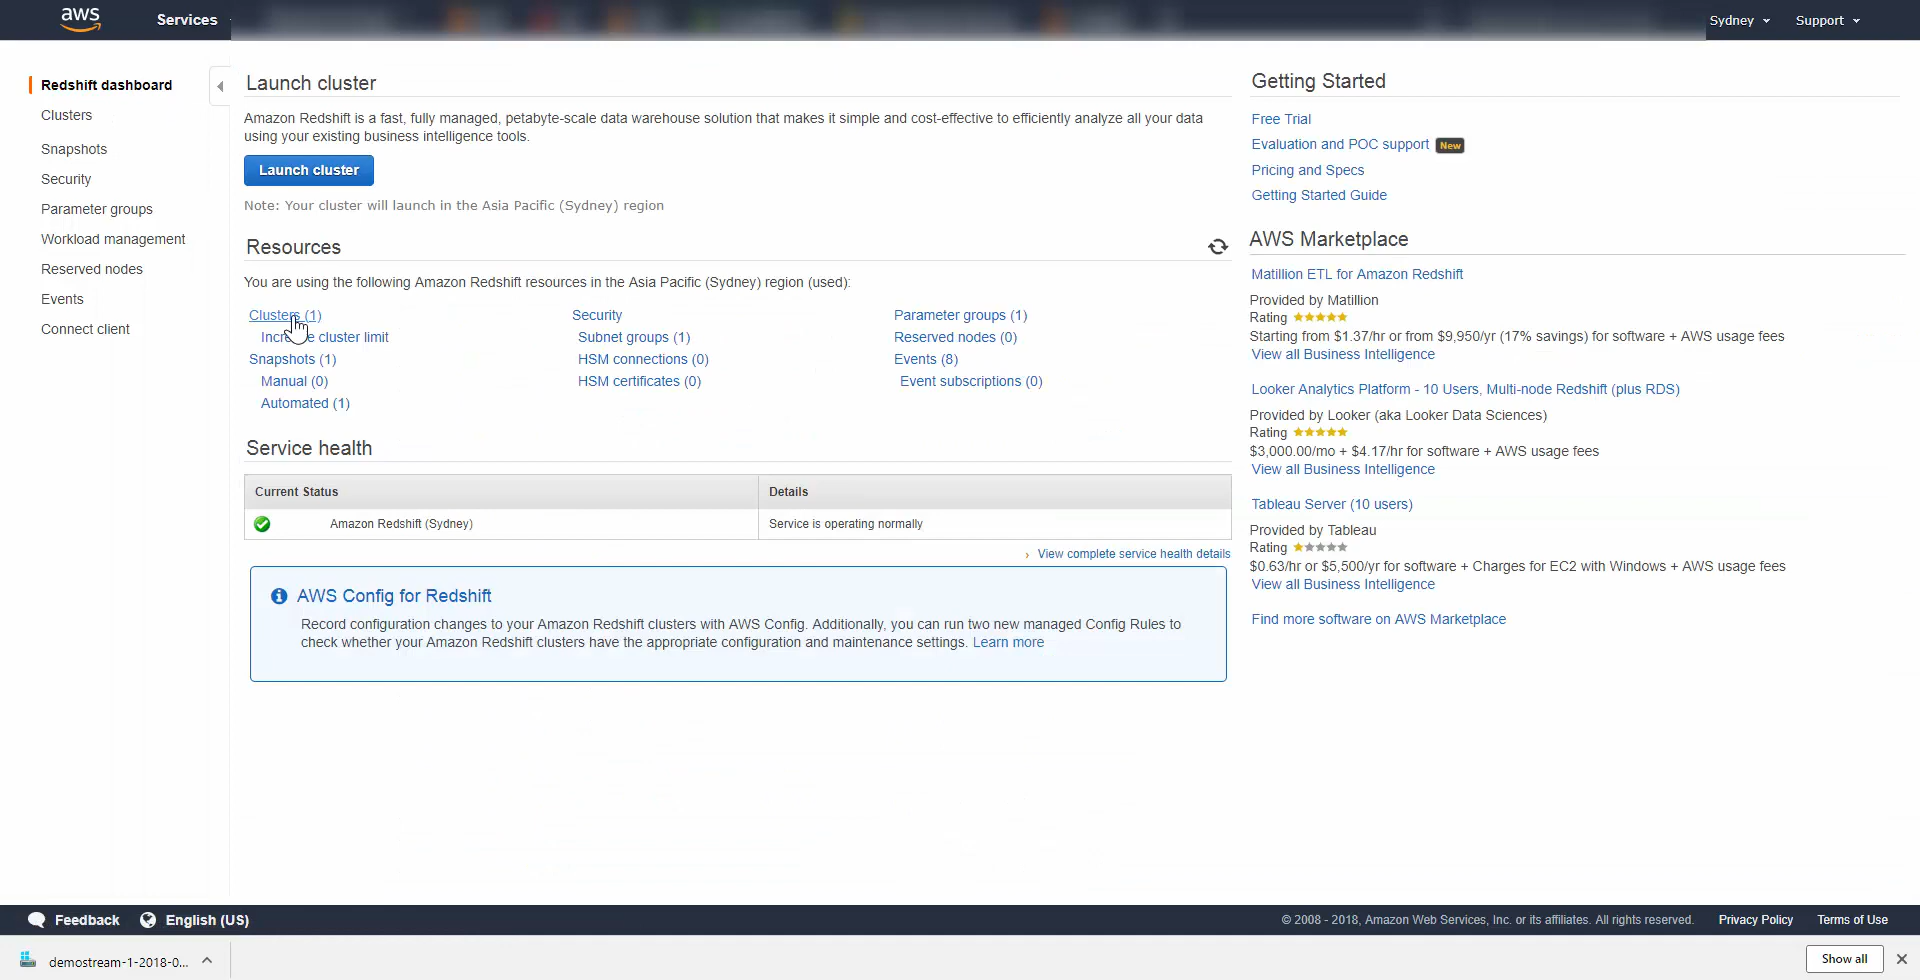 aws
Services
Sydney
Support
Redshift dashboard
Clusters
Snapshots
Security
Parameter groups
Workload management
Reserved nodes
Events
Connect client
Launch cluster
Amazon Redshift is a fast, fully managed, petabyte-scale data warehouse solution that makes it simple and cost-effective to efficiently analyze all your data
using your existing business intelligence tools.
Launch cluster
Note: Your cluster will launch in the Asia Pacific (Sydney) region
Resources
You are using the following Amazon Redshift resources in the Asia Pacific (Sydney) region (used):
Clusters (1)
cluster limit
Snapshots (1)
Manual (0)
Automated (1)
Security
Subnet groups (1)
HSM connections (0)
HSM certificates (0)
Parameter groups (1)
Reserved nodes (0)
Events (8)
Event subscriptions (0)
Service health
Current Status
Details
Amazon Redshift (Sydney)
Service is operating normally
› View complete service health details
AWS Config for Redshift
Record configuration changes to your Amazon Redshift clusters with AWS Config. Additionally, you can run two new managed Config Rules to
check whether your Amazon Redshift clusters have the appropriate configuration and maintenance settings. Learn more
Getting Started
Free Trial
Evaluation and POC support New
Pricing and Specs
Getting Started Guide
AWS Marketplace
Matillion ETL for Amazon Redshift
Provided by Matillion
Rating
Starting from $1.37/hr or from $9,950/yr (17% savings) for software + AWS usage fees
View all Business Intelligence
Looker Analytics Platform - 10 Users, Multi-node Redshift (plus RDS)
Provided by Looker (aka Looker Data Sciences)
Rating
$3,000.00/mo + $4.17/hr for software + AWS usage fees
View all Business Intelligence
Tableau Server (10 users)
Provided by Tableau
Rating
$0.63/hr or $5,500/yr for software + Charges for EC2 with Windows + AWS usage fees
View all Business Intelligence
Find more software on AWS Marketplace
Feedback
English (US)
© 2008 - 2018, Amazon Web Services, Inc. or its affiliates. All rights reserved.
Privacy Policy
Terms of Use
demostream-1-2018-0...
Show all